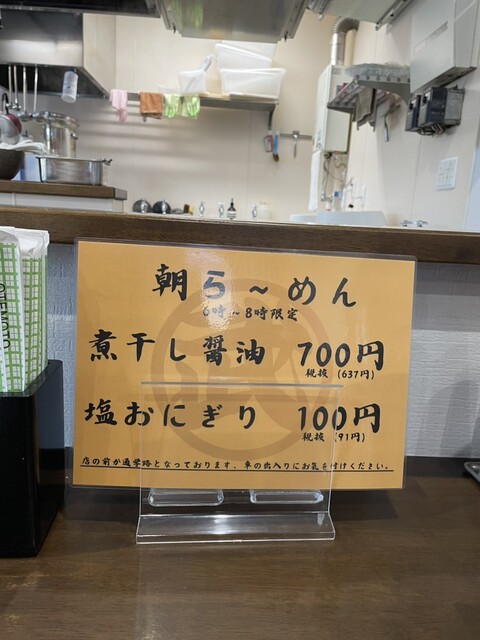 朝ら～めん
6時～8時限定
煮干し醤油 700円
税抜 (637円)
塩おにぎり 100円
税抜 (91円)
店の前が通学路となっております、車の出入りにお気を付けください。